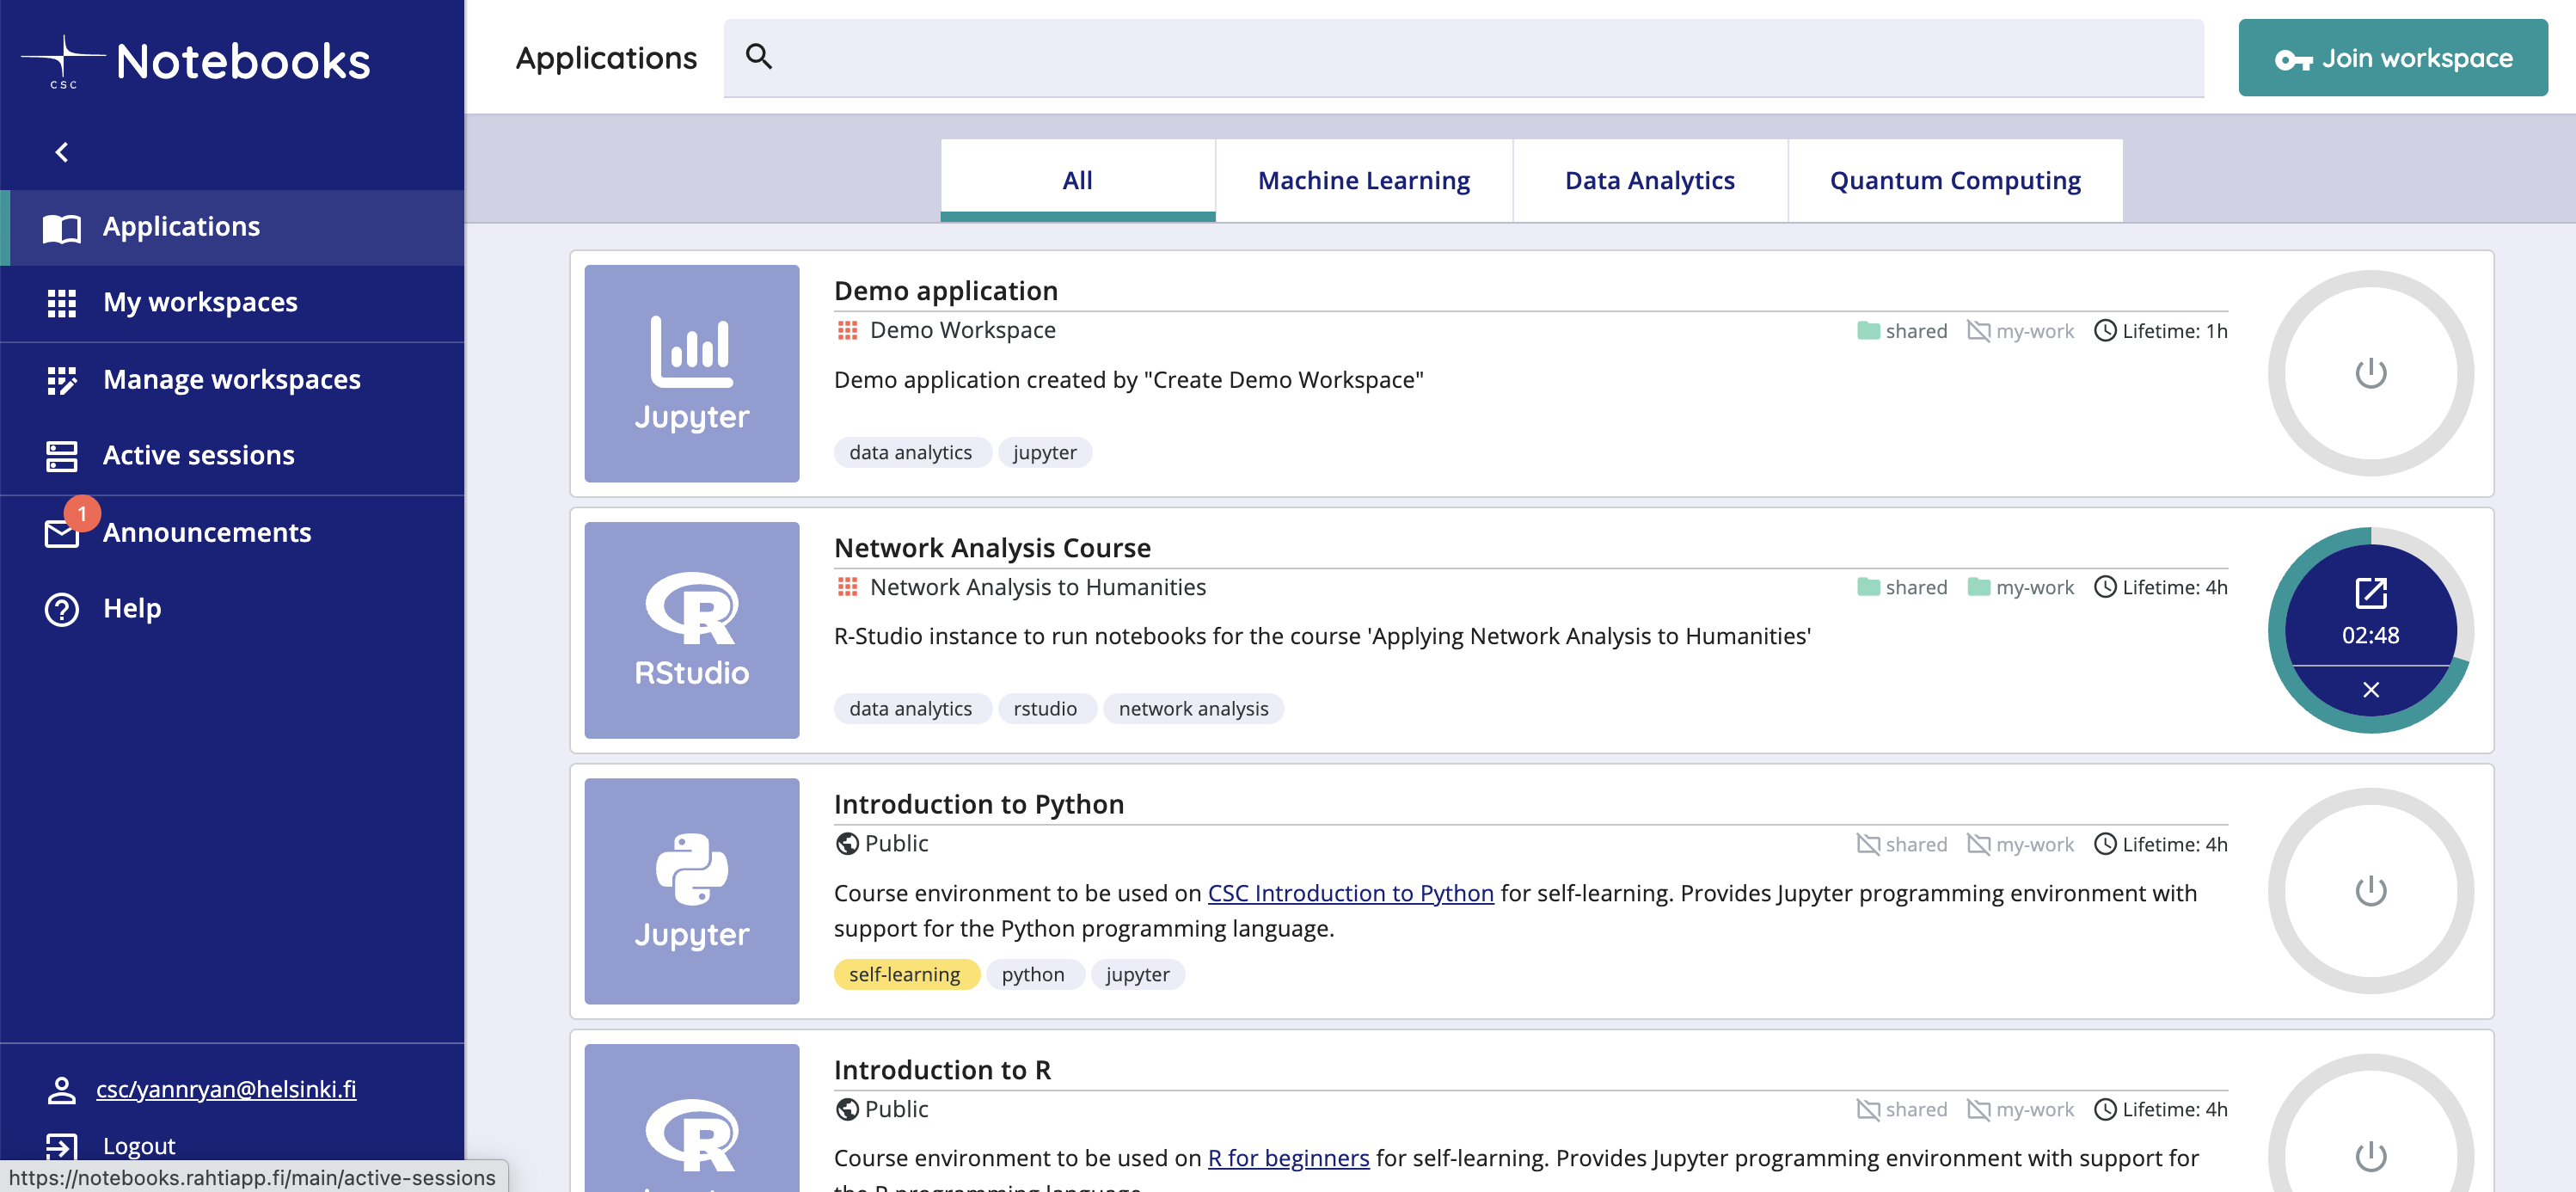 csc
Notebooks
Applications
My workspaces
Manage workspaces
Active sessions
1
Announcements
Help
csc/yannryan@helsinki.fi
Logout
https://notebooks.rahtiapp.fi/main/active-sessions
Applications
Join workspace
All
Machine Learning
Data Analytics
Quantum Computing
Jupyter
Demo application
Demo Workspace
shared
my-work
Lifetime: 1h
Demo application created by "Create Demo Workspace"
data analytics
jupyter
R
RStudio
Network Analysis Course
Network Analysis to Humanities
shared
my-work
Lifetime: 4h
R-Studio instance to run notebooks for the course 'Applying Network Analysis to Humanities'
data analytics
rstudio
network analysis
02:48
Jupyter
Introduction to Python
Public
shared
my-work
Lifetime: 4h
Course environment to be used on CSC Introduction to Python for self-learning. Provides Jupyter programming environment with
support for the Python programming language.
self-learning
python
jupyter
R
Introduction to R
Public
shared
my-work
Lifetime: 4h
Course environment to be used on R for beginners for self-learning. Provides Jupyter programming environment with support for
the R programming language.